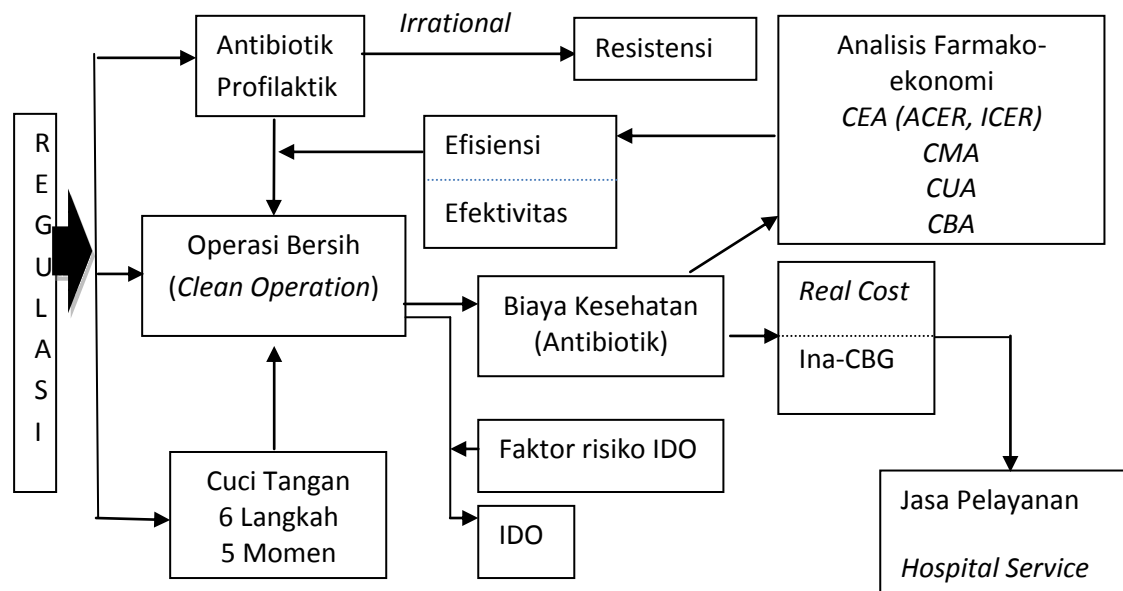 REGULASI
Antibiotik
Profilaktik
Irrational
Resistensi
Analisis Farmako-
ekonomi
CEA (ACER, ICER)
CMA
CUA
CBA
Efisiensi
Efektivitas
Operasi Bersih
(Clean Operation)
Biaya Kesehatan
(Antibiotik)
Real Cost
Ina-CBG
Faktor risiko IDO
Cuci Tangan
6 Langkah
5 Momen
IDO
Jasa Pelayanan
Hospital Service